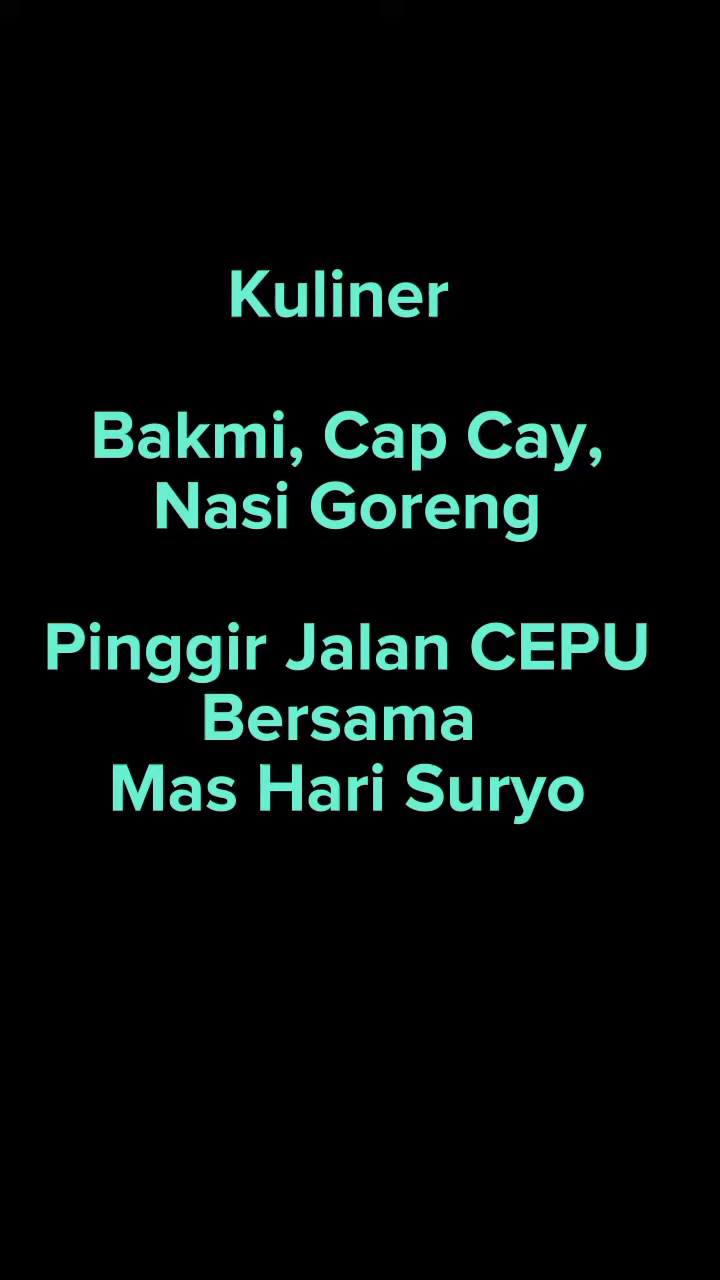 Kuliner
Bakmi, Cap Cay,
Nasi Goreng
Pinggir Jalan CEPU
Bersama
Mas Hari Suryo